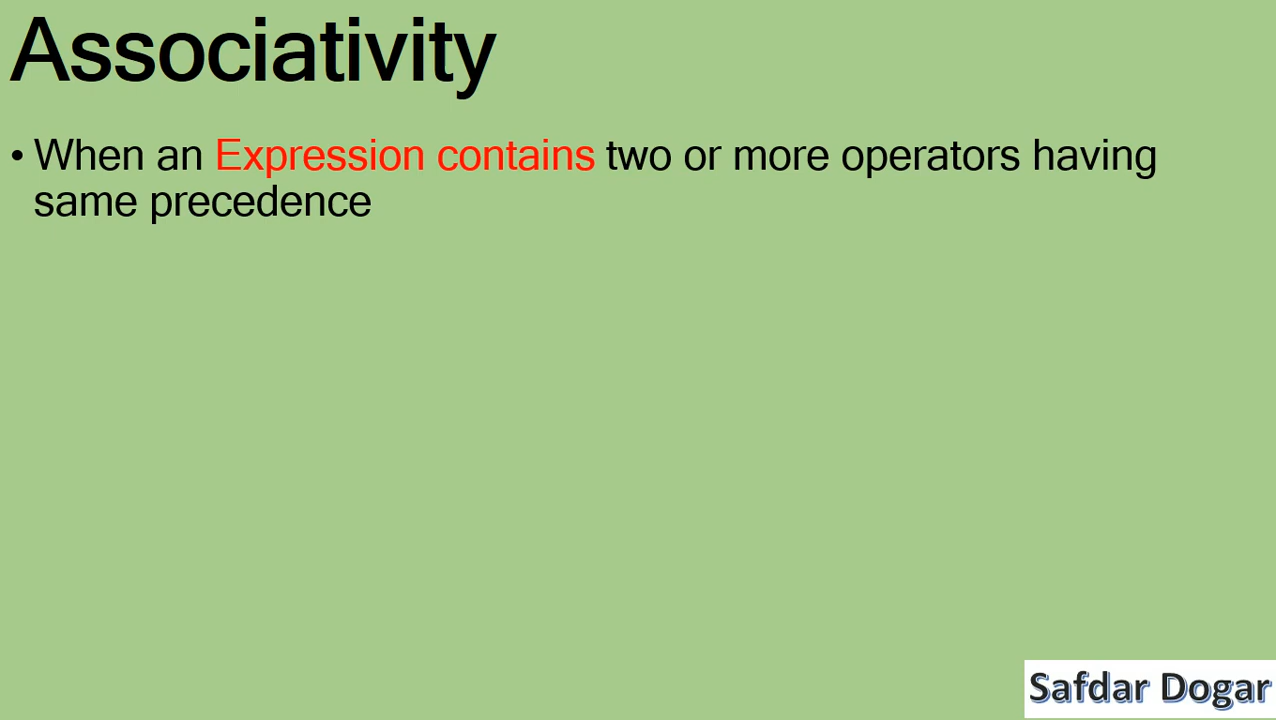 Associativity
• When an Expression contains two or more operators having
same precedence
Safdar Dogar